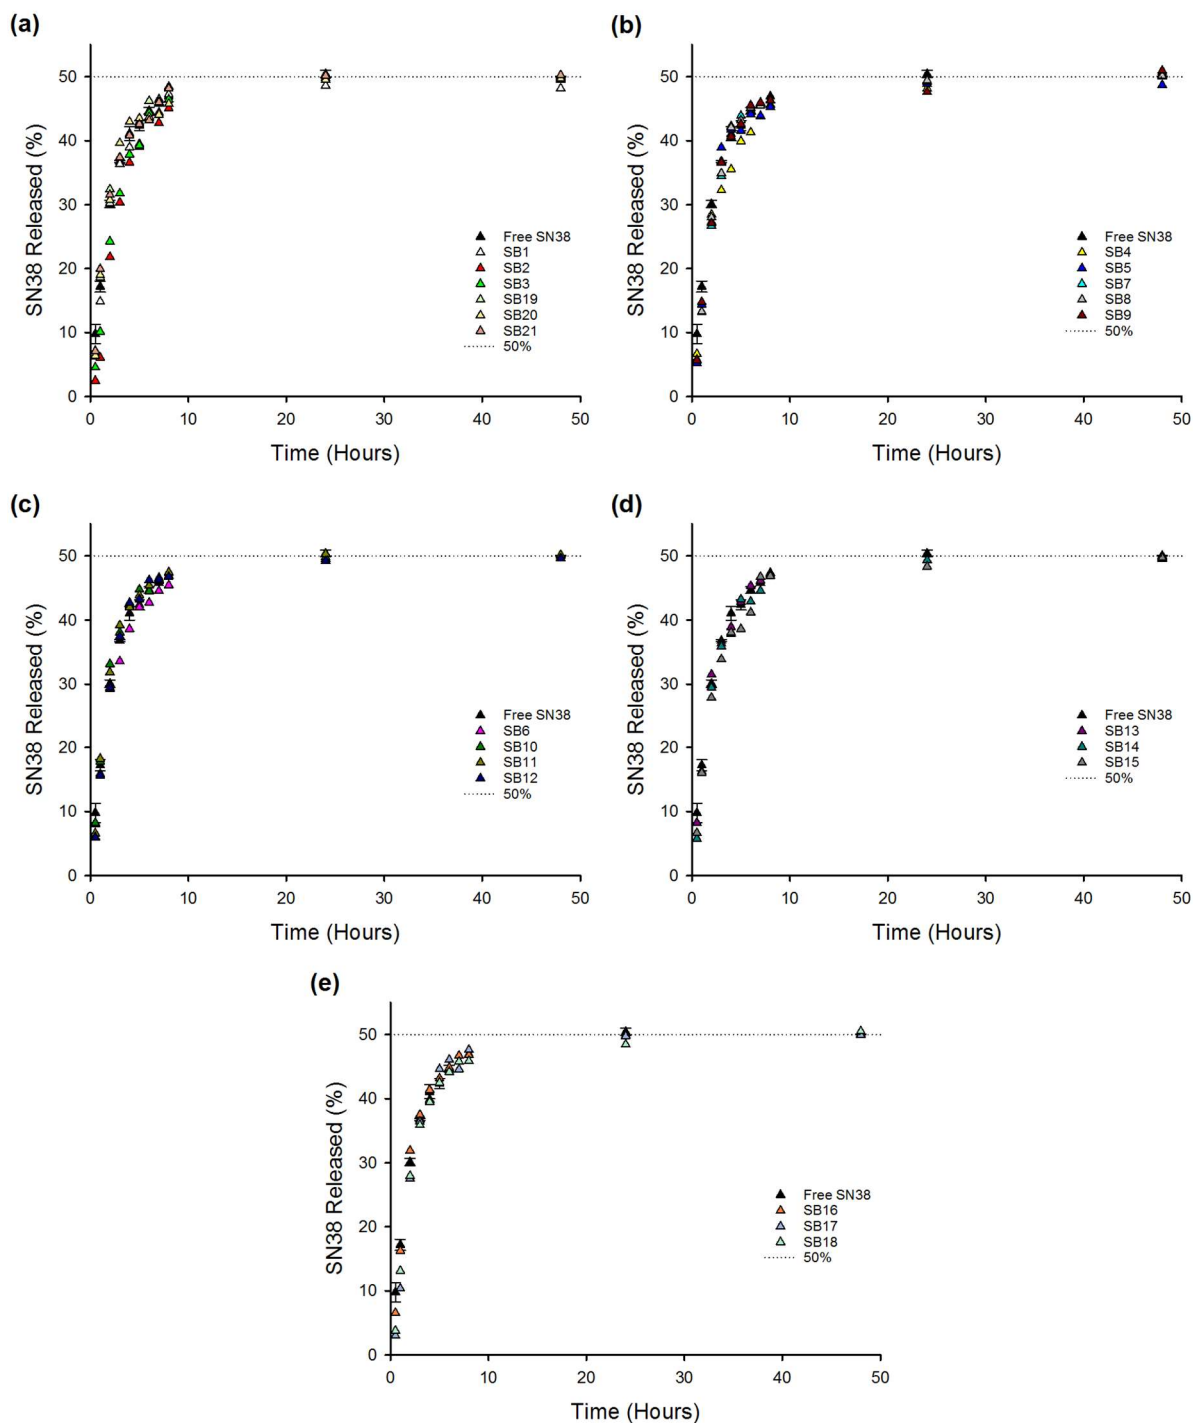 (a)
SN38 Released (%)
50
40
30
20
10
0
Free SN38
SB1
SB2
SB3
SB19
SB20
SB21
50%
0 10 20 30 40 50
Time (Hours)
(b)
SN38 Released (%)
50
40
30
20
10
0
Free SN38
SB4
SB5
SB7
SB8
SB9
50%
0 10 20 30 40 50
Time (Hours)
(c)
SN38 Released (%)
50
40
30
20
10
0
Free SN38
SB6
SB10
SB11
SB12
50%
0 10 20 30 40 50
Time (Hours)
(d)
SN38 Released (%)
50
40
30
20
10
0
Free SN38
SB13
SB14
SB15
50%
0 10 20 30 40 50
Time (Hours)
(e)
SN38 Released (%)
50
40
30
20
10
0
Free SN38
SB16
SB17
SB18
50%
0 10 20 30 40 50
Time (Hours)